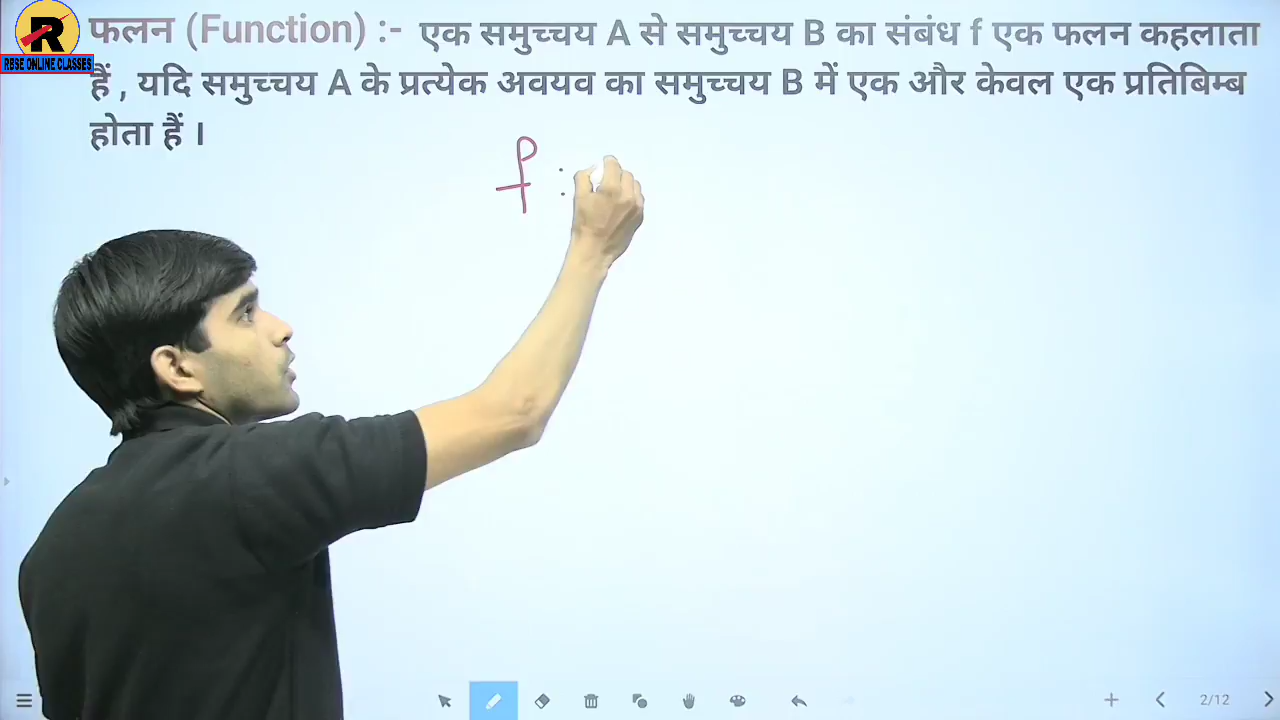 R
RBSE ONLINE CLASSES
फलन (Function) :- एक समुच्चय A से समुच्चय B का संबंध f एक फलन कहलाता
हैं , यदि समुच्चय A के प्रत्येक अवयव का समुच्चय B में एक और केवल एक प्रतिबिम्ब
होता हैं ।
f :
2/12